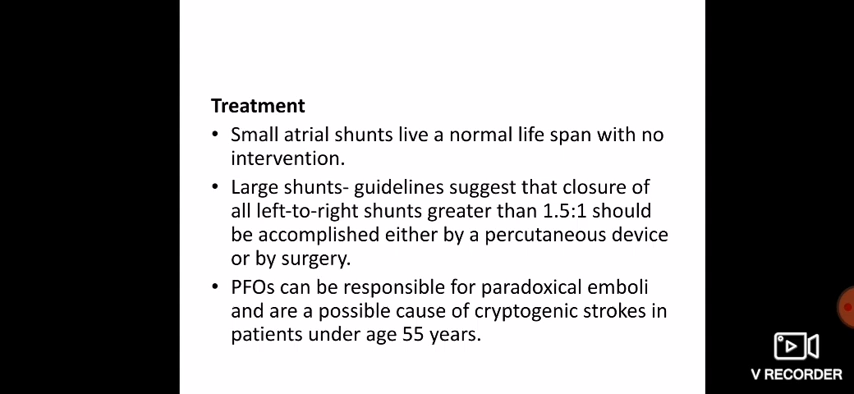 Treatment
• Small atrial shunts live a normal life span with no
intervention.
• Large shunts- guidelines suggest that closure of
all left-to-right shunts greater than 1.5:1 should
be accomplished either by a percutaneous device
or by surgery.
• PFOs can be responsible for paradoxical emboli
and are a possible cause of cryptogenic strokes in
patients under age 55 years.
V RECORDER